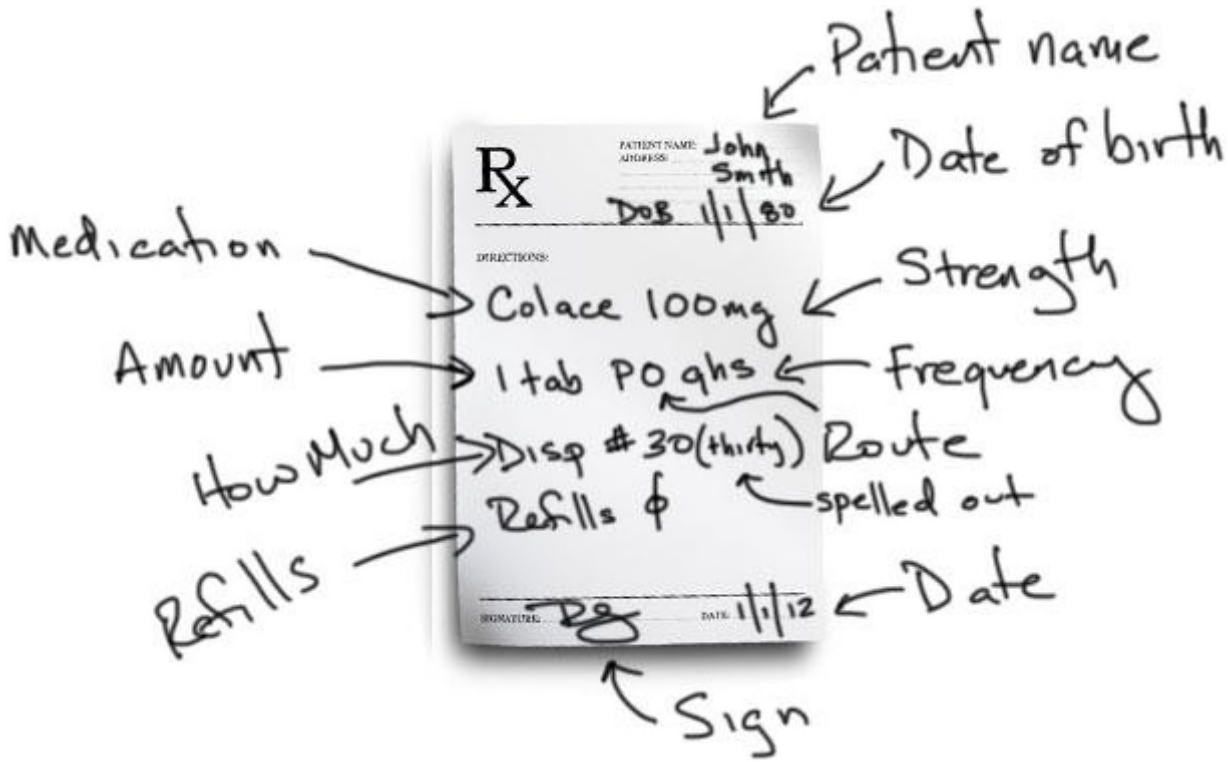 Patient name
Rx
PATIENT NAME: John
ADDRESS: Smith
Date of birth
DOB 1/1/80
Medication
DIRECTIONS:
Strength
Colace 100mg
Amount
1 tab PO qhs
Frequency
How Much
Disp # 30 (thirty)
Route
spelled out
Refills ϕ
Refills
Date
SIGNATURE:
DATE: 1/1/12
Sign